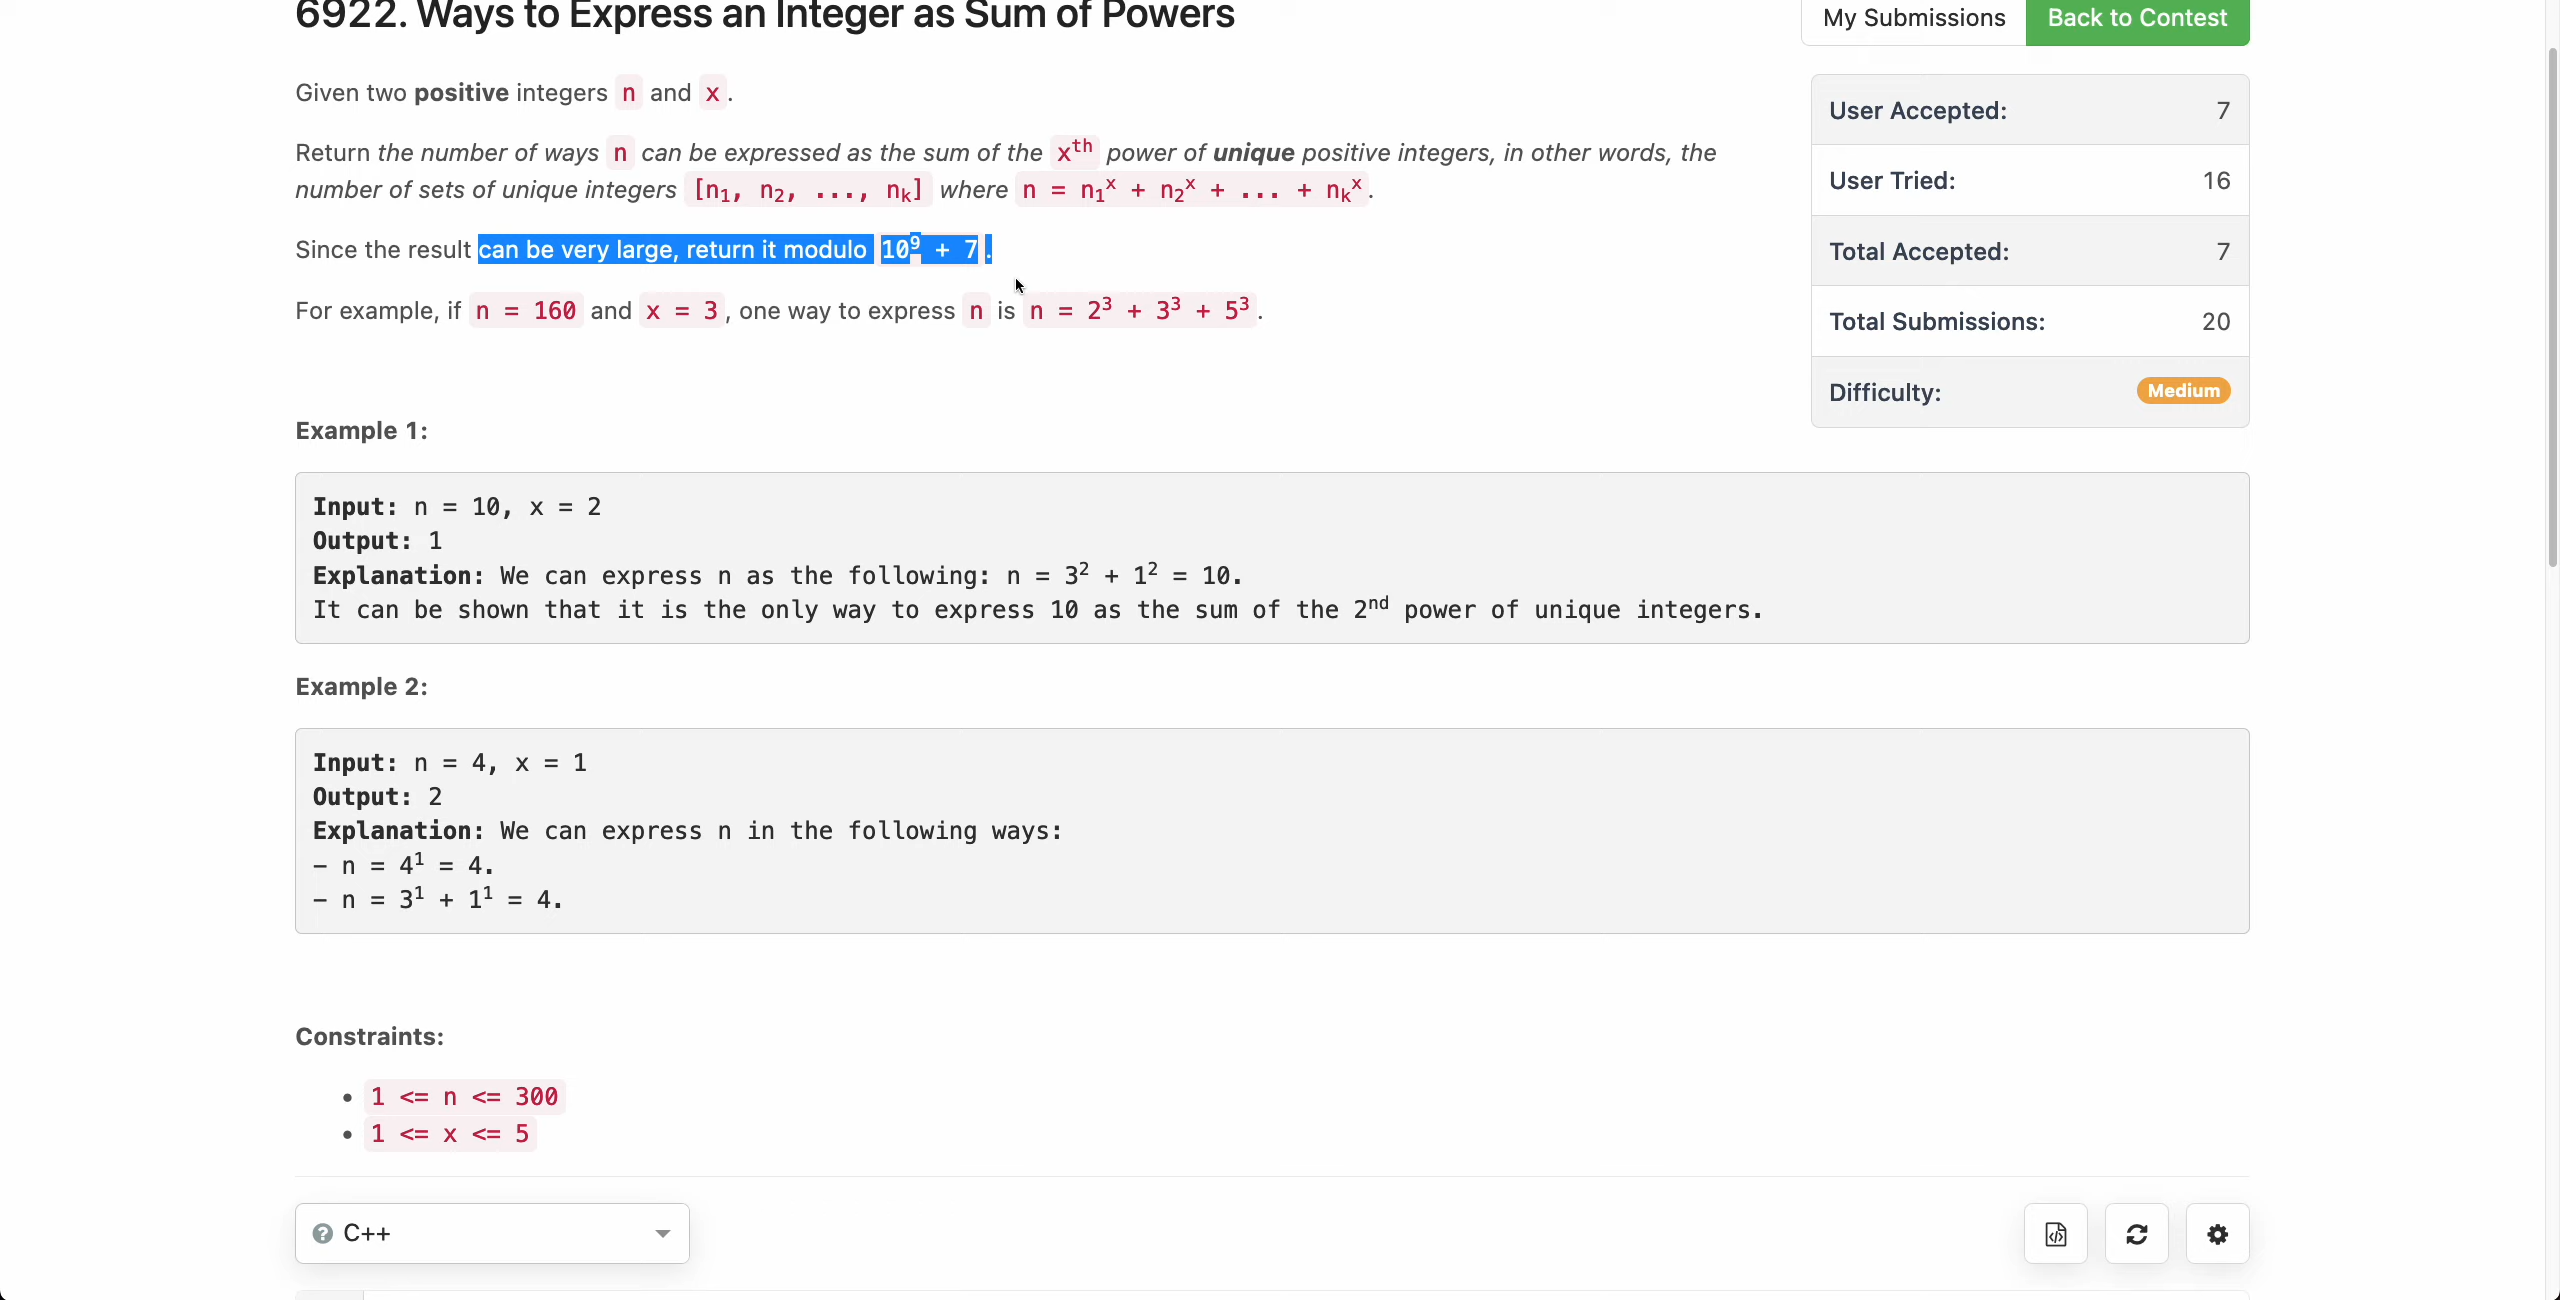 6922. Ways to Express an Integer as Sum of Powers
My Submissions
Back to Contest
Given two positive integers n and x.
Return the number of ways n can be expressed as the sum of the xth power of unique positive integers, in other words, the
number of sets of unique integers [n1, n2, ..., nk] where n = n1x + n2x + ... + nkx.
Since the result can be very large, return it modulo 109 + 7.
For example, if n = 160 and x = 3, one way to express n is n = 23 + 33 + 53.
User Accepted: 7
User Tried: 16
Total Accepted: 7
Total Submissions: 20
Difficulty: Medium
Example 1:
Input: n = 10, x = 2
Output: 1
Explanation: We can express n as the following: n = 32 + 12 = 10.
It can be shown that it is the only way to express 10 as the sum of the 2nd power of unique integers.
Example 2:
Input: n = 4, x = 1
Output: 2
Explanation: We can express n in the following ways:
- n = 41 = 4.
- n = 31 + 11 = 4.
Constraints:
• 1 <= n <= 300
• 1 <= x <= 5
C++